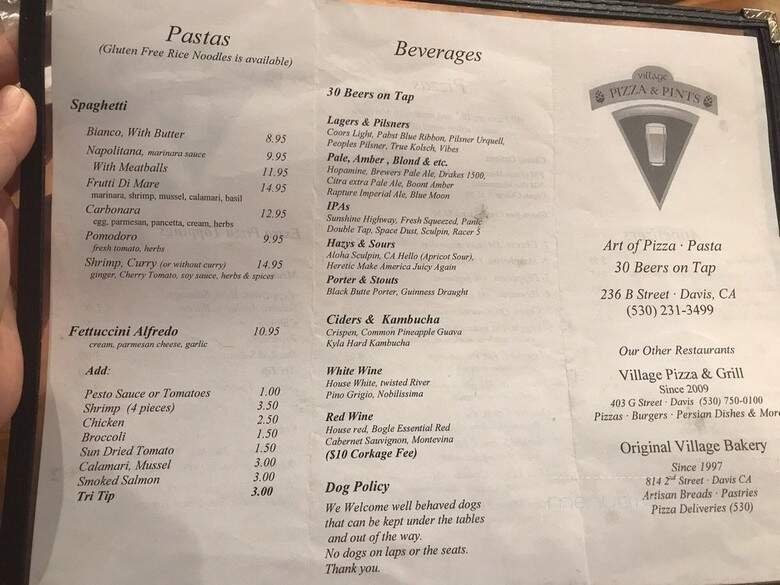 Pastas
(Gluten Free Rice Noodles is available)
Spaghetti
Bianco, With Butter 8.95
Napolitana, marinara sauce 9.95
With Meatballs 11.95
Frutti Di Mare 14.95
marinara, shrimp, mussel, calamari, basil
Carbonara 12.95
egg, parmesan, pancetta, cream, herbs
Pomodoro 9.95
fresh tomato, herbs
Shrimp, Curry (or without curry) 14.95
ginger, Cherry Tomato, soy sauce, herbs & spices
Fettuccini Alfredo 10.95
cream, parmesan cheese, garlic
Add:
Pesto Sauce or Tomatoes 1.00
Shrimp (4 pieces) 3.50
Chicken 2.50
Broccoli 1.50
Sun Dried Tomato 1.50
Calamari, Mussel 3.00
Smoked Salmon 3.00
Tri Tip 3.00
Beverages
30 Beers on Tap
Lagers & Pilsners
Coors Light, Pabst Blue Ribbon, Pilsner Urquell,
Peoples Pilsner, True Kolsch, Vibes
Pale, Amber , Blond & etc.
Hopamine, Brewers Pale Ale, Drakes 1500,
Citra extra Pale Ale, Boont Amber
Rapture Imperial Ale, Blue Moon
IPAs
Sunshine Highway, Fresh Squeezed, Panic
Double Tap, Space Dust, Sculpin, Racer 5
Hazys & Sours
Aloha Sculpin, CA Hello (Apricot Sour),
Heretic Make America Juicy Again
Porter & Stouts
Black Butte Porter, Guinness Draught
Ciders & Kambucha
Crispen, Common Pineapple Guava
Kyla Hard Kambucha
White Wine
House White, twisted River
Pino Grigio, Nobilissima
Red Wine
House red, Bogle Essential Red
Cabernet Sauvignon, Montevina
($10 Corkage Fee)
Dog Policy
We Welcome well behaved dogs
that can be kept under the tables
and out of the way.
No dogs on laps or the seats.
Thank you.
village
PIZZA & PINTS
Art of Pizza · Pasta
30 Beers on Tap
236 B Street · Davis, CA
(530) 231-3499
Our Other Restaurants
Village Pizza & Grill
Since 2009
403 G Street · Davis (530) 750-0100
Pizzas · Burgers · Persian Dishes & More
Original Village Bakery
Since 1997
814 2nd Street · Davis CA
Artisan Breads · Pastries
Pizza Deliveries (530)